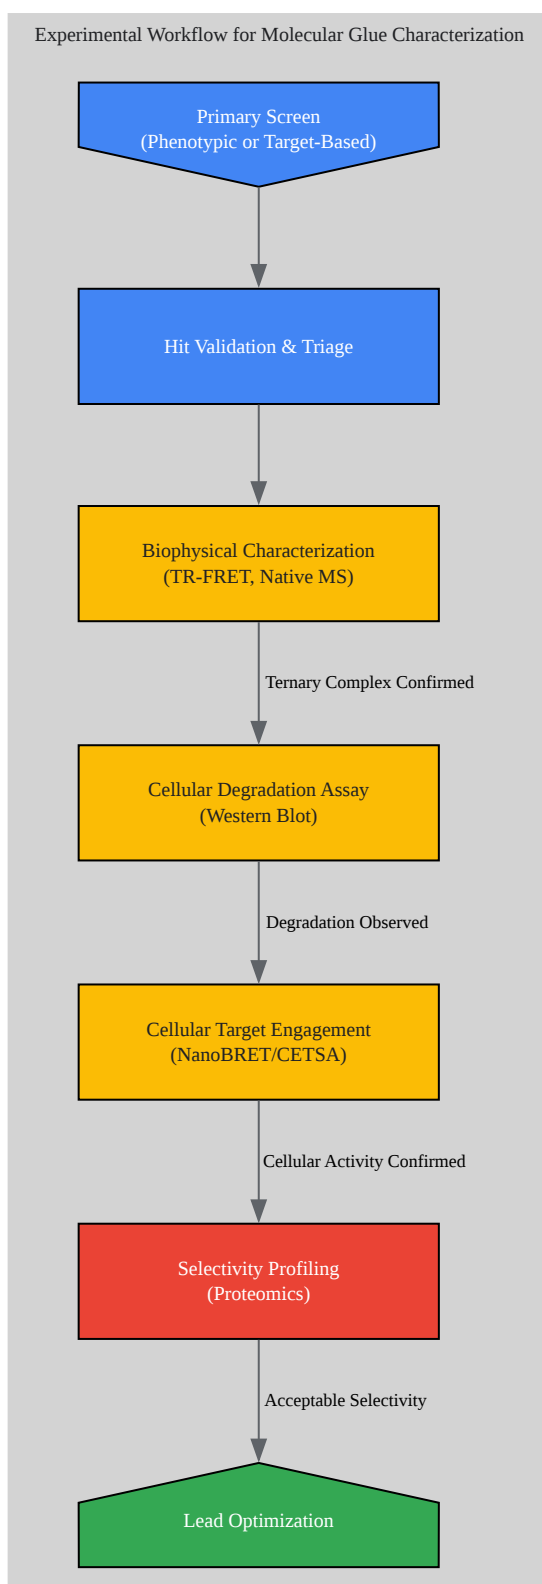 Experimental Workflow for Molecular Glue Characterization
Primary Screen
(Phenotypic or Target-Based)
Hit Validation & Triage
Biophysical Characterization
(TR-FRET, Native MS)
Ternary Complex Confirmed
Cellular Degradation Assay
(Western Blot)
Degradation Observed
Cellular Target Engagement
(NanoBRET/CETSA)
Cellular Activity Confirmed
Selectivity Profiling
(Proteomics)
Acceptable Selectivity
Lead Optimization